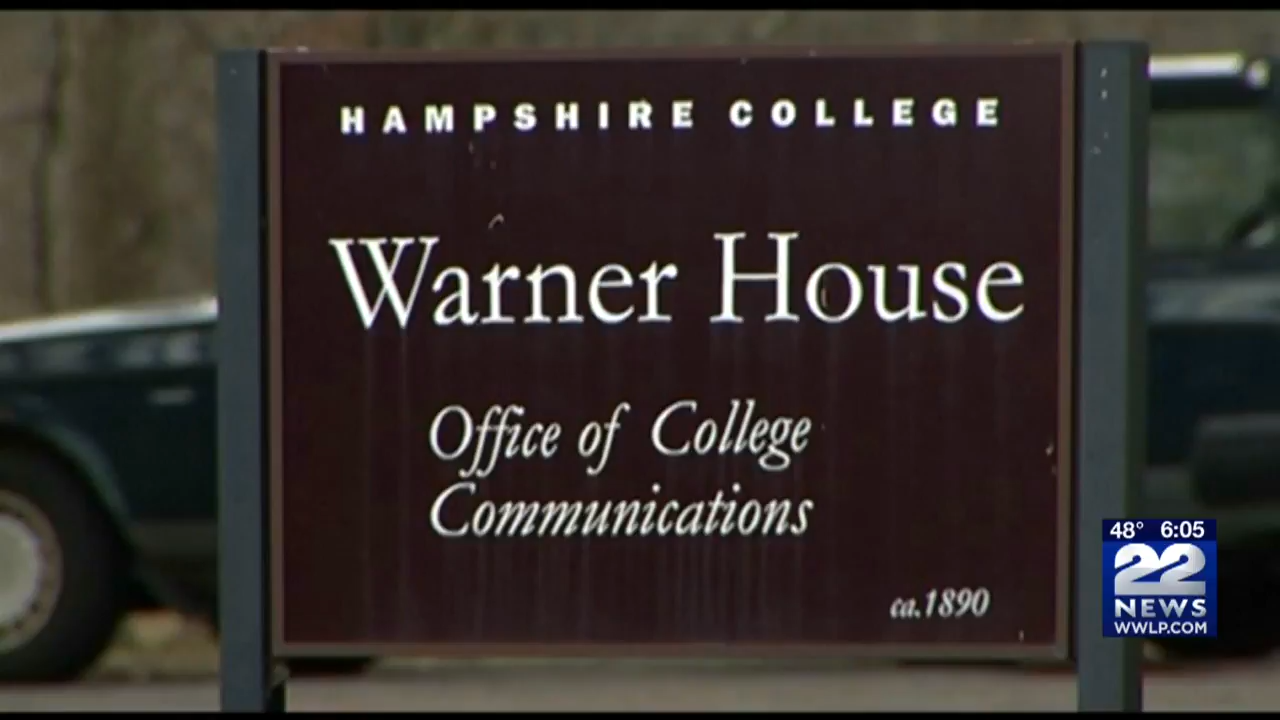 HAMPSHIRE COLLEGE
Warner House
Office of College
Communications
ca.1890
48° 6:05
22
NEWS
WWLP.COM